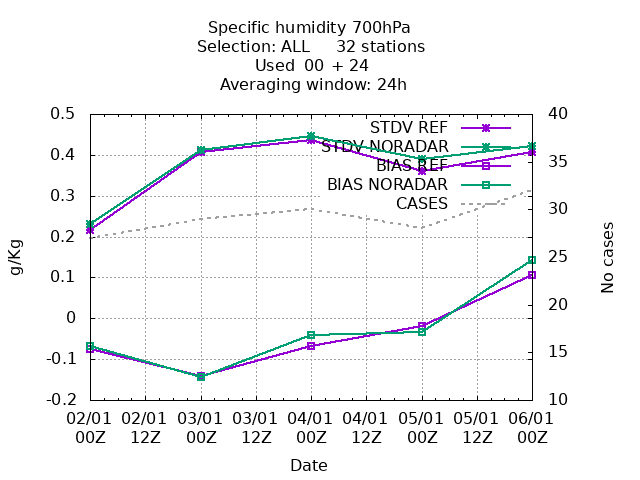 Specific humidity 700hPa
Selection: ALL 32 stations
Used 00 + 24
Averaging window: 24h
STDV REF
STDV NORADAR
BIAS REF
BIAS NORADAR
CASES
0.5
0.4
0.3
0.2
0.1
0
-0.1
-0.2
g/Kg
40
35
30
25
20
15
10
No cases
02/01 02/01 03/01 03/01 04/01 04/01 05/01 05/01 06/01
00Z 12Z 00Z 12Z 00Z 12Z 00Z 12Z 00Z
Date